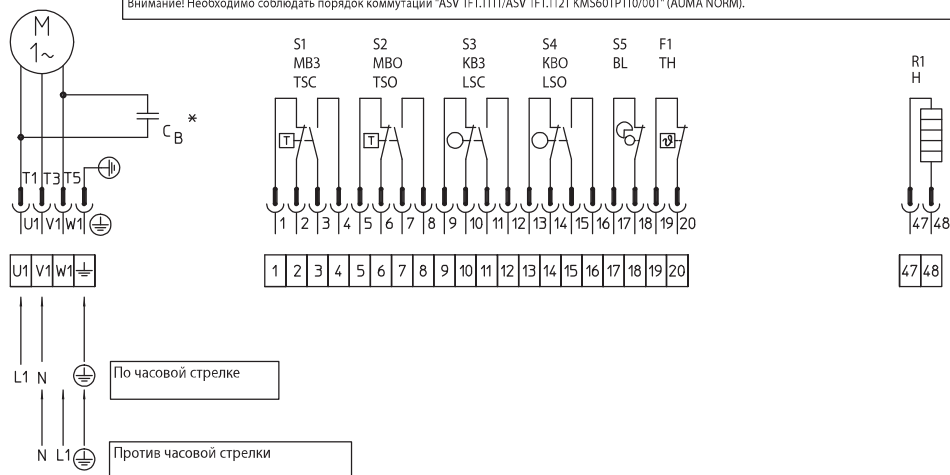 Внимание! Необходимо соблюдать порядок коммутации "ASV 1F1.1111/ASV 1F1.1121 KMS601P110/001" (AUMA NORM).
M
1~
S1
MB3
TSC
S2
MBO
TSO
S3
KB3
LSC
S4
KBO
LSO
S5
BL
F1
TH
R1
H
C B *
T T ϑ
T1 T3 T5
U1 V1 W1
1 2 3 4 5 6 7 8 9 10 11 12 13 14 15 16 17 18 19 20
47 48
U1 V1 W1
1 2 3 4 5 6 7 8 9 10 11 12 13 14 15 16 17 18 19 20
47 48
L1 N
По часовой стрелке
N L1
Против часовой стрелки